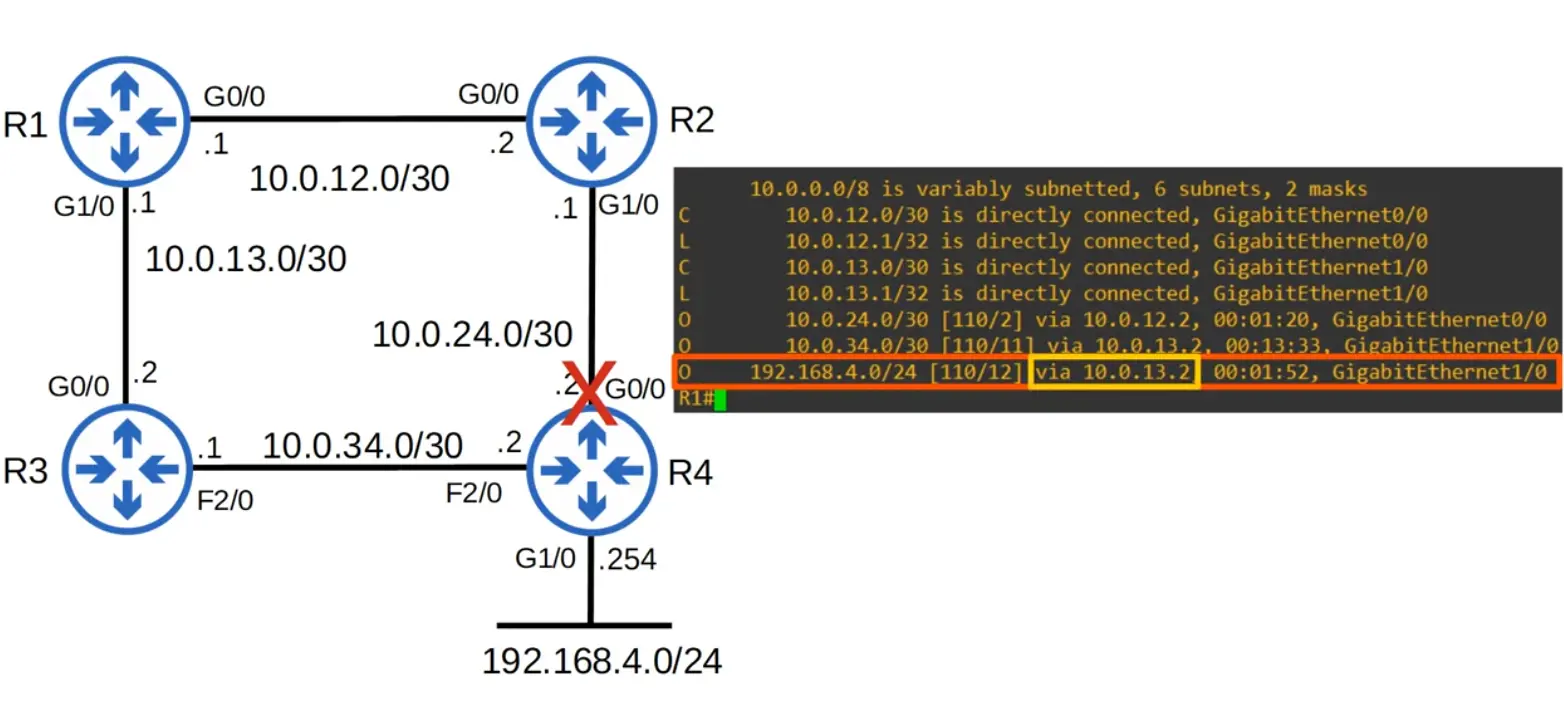 G0/0
G0/0
R1
R2
.1
.2
10.0.12.0/30
G1/0
.1
.1
G1/0
10.0.13.0/30
10.0.24.0/30
G0/0
.2
.2
X
G0/0
10.0.0.0/8 is variably subnetted, 6 subnets, 2 masks
C 10.0.12.0/30 is directly connected, GigabitEthernet0/0
L 10.0.12.1/32 is directly connected, GigabitEthernet0/0
C 10.0.13.0/30 is directly connected, GigabitEthernet1/0
L 10.0.13.1/32 is directly connected, GigabitEthernet1/0
O 10.0.24.0/30 [110/2] via 10.0.12.2, 00:01:20, GigabitEthernet0/0
O 10.0.34.0/30 [110/11] via 10.0.13.2, 00:13:33, GigabitEthernet1/0
O 192.168.4.0/24 [110/12] via 10.0.13.2 00:01:52, GigabitEthernet1/0
R1#
R3
.1
10.0.34.0/30
.2
R4
F2/0
F2/0
G1/0
.254
192.168.4.0/24